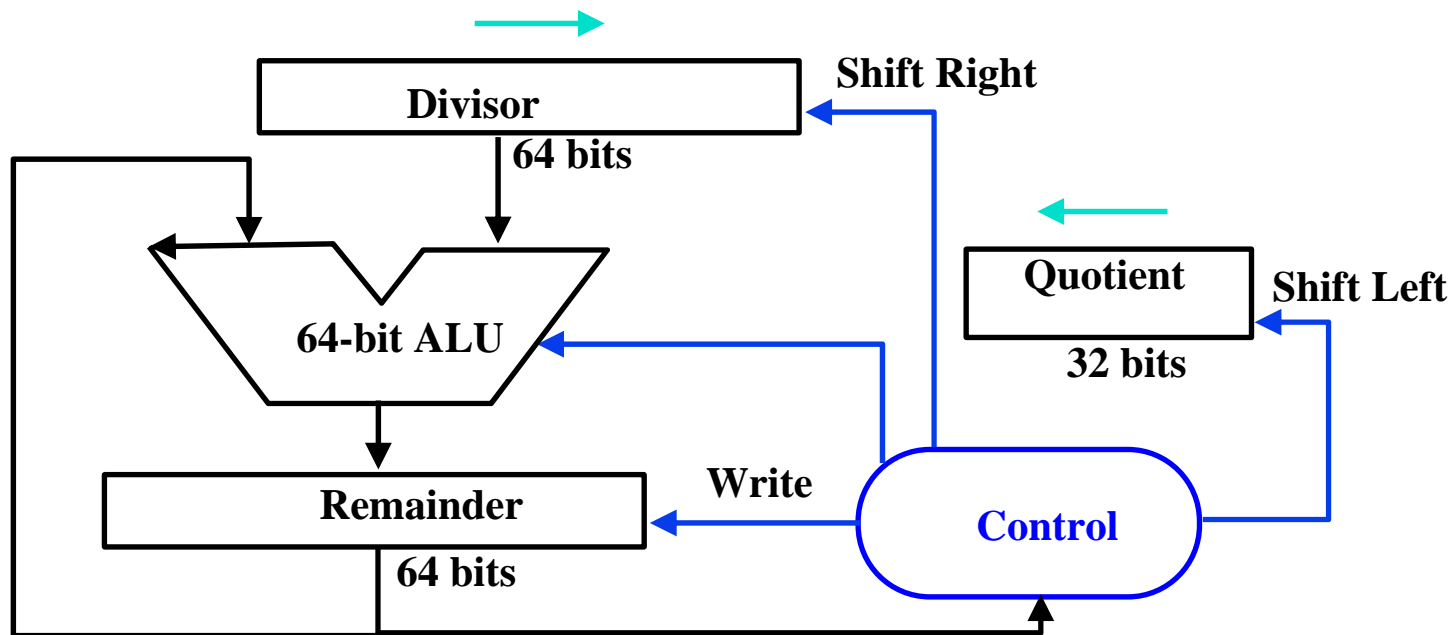 Shift Right
Divisor
64 bits
Quotient
Shift Left
64-bit ALU
32 bits
Write
Remainder
Control
64 bits